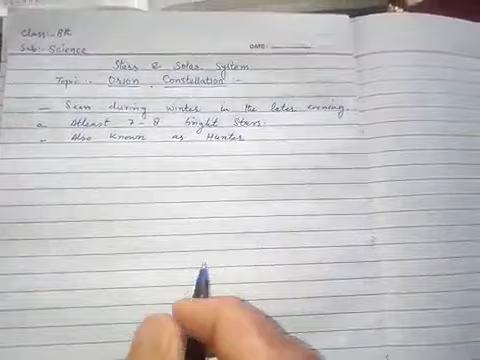 Class:- 8th
Sub:- Science
DATE:
Stars & Solar System
Topic:- Orion Constellation :-
— Seen during winter in the later evening.
Atleast 7-8 bright stars.
- Also known as Hunter